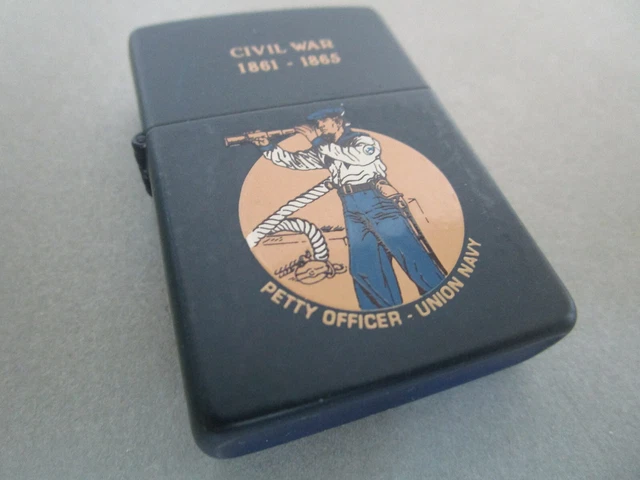 CIVIL WAR
1861 - 1865
PETTY OFFICER - UNION NAVY